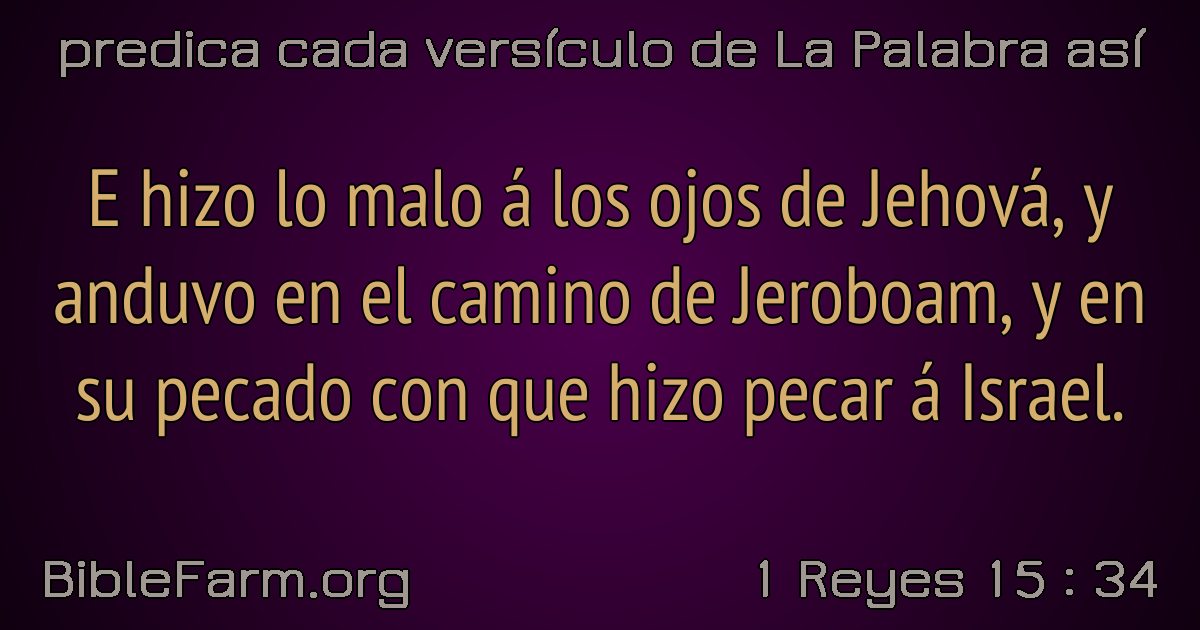 predica cada versículo de La Palabra así
E hizo lo malo á los ojos de Jehová, y
anduvo en el camino de Jeroboam, y en
su pecado con que hizo pecar á Israel.
BibleFarm.org
1 Reyes 15 : 34